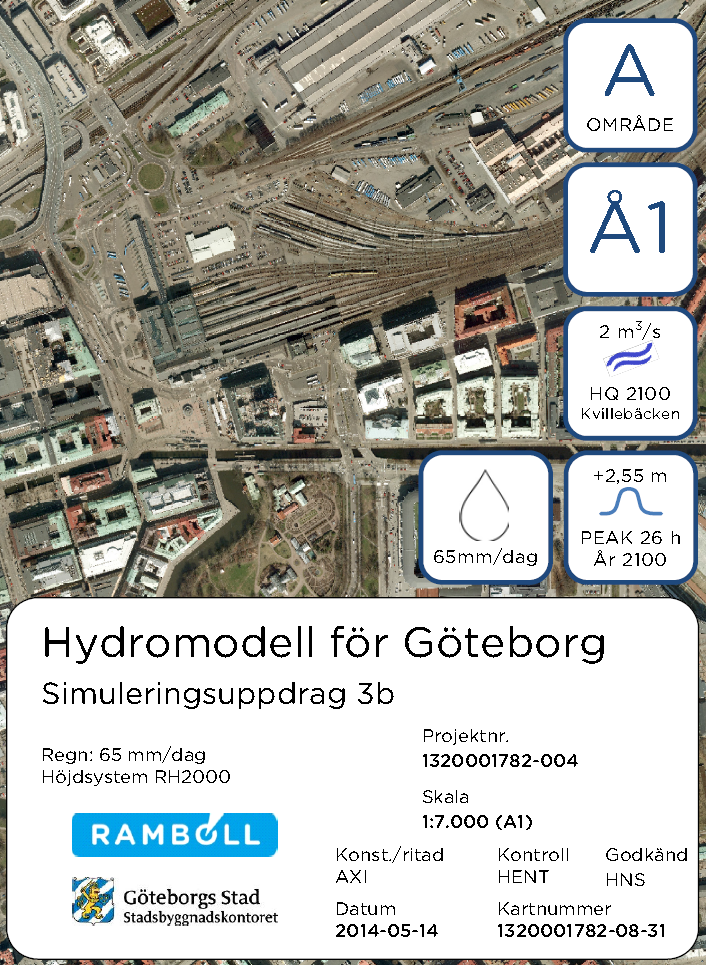 A
OMRÅDE
Å1
2 m³/s
HQ 2100
Kvillebäcken
65mm/dag
+2,55 m
PEAK 26 h
År 2100
Hydromodell för Göteborg
Simuleringsuppdrag 3b
Regn: 65 mm/dag
Höjdsystem RH2000
Projektnr.
1320001782-004
Skala
1:7.000 (A1)
RAMBOLL
Göteborgs Stad
Stadsbyggnadskontoret
Konst./ritad
AXI
Kontroll
HENT
Godkänd
HNS
Datum
2014-05-14
Kartnummer
1320001782-08-31